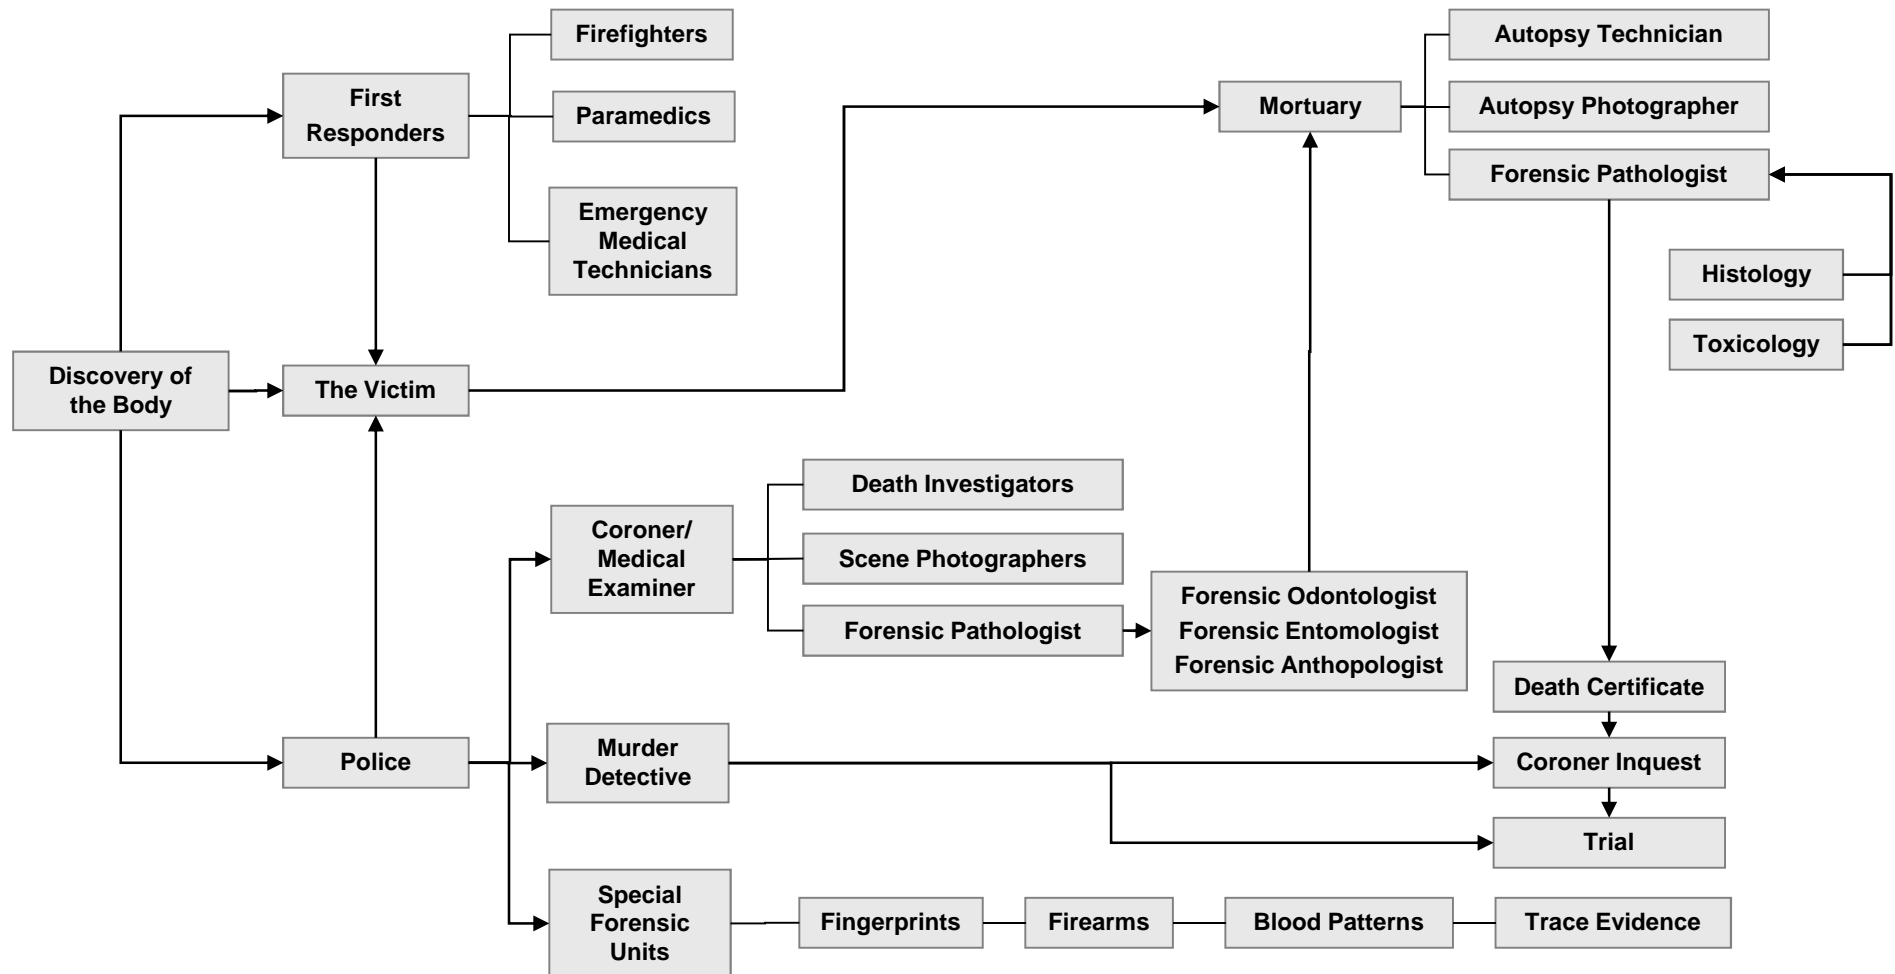 Firefighters
Autopsy Technician
First
Responders
Paramedics
Mortuary
Autopsy Photographer
Forensic Pathologist
Emergency
Medical
Technicians
Histology
Toxicology
Discovery of
the Body
The Victim
Death Investigators
Coroner/
Medical
Examiner
Scene Photographers
Forensic Pathologist
Forensic Odontologist
Forensic Entomologist
Forensic Anthopologist
Death Certificate
Police
Murder
Detective
Coroner Inquest
Trial
Special
Forensic
Units
Fingerprints
Firearms
Blood Patterns
Trace Evidence